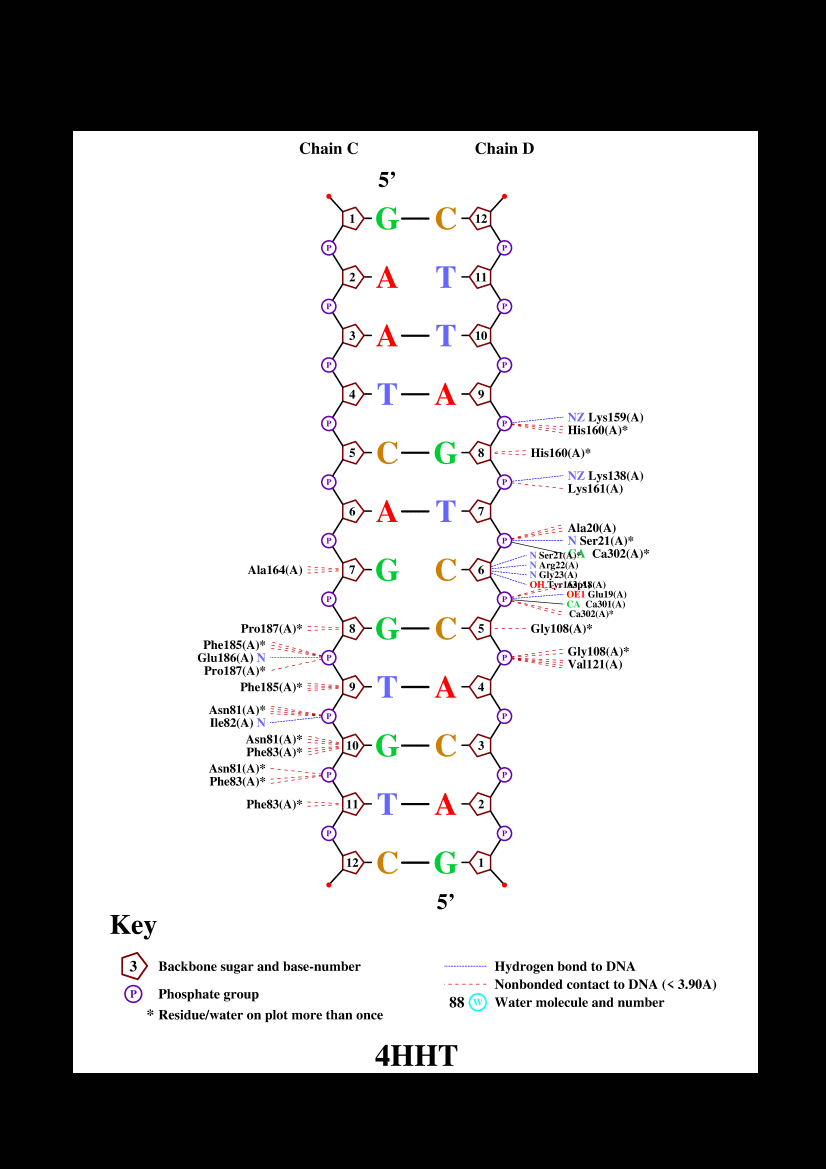 Chain C Chain D
5’
1 G C 12
P P
2 A T 11
P P
3 A T 10
P P
4 T A 9
P P NZ Lys159(A)
His160(A)*
5 C G 8 His160(A)*
P P NZ Lys138(A)
Lys161(A)
6 A T 7
Ala20(A)
P P N Ser21(A)*
CA Ca302(A)*
N Ser21(A)*
N Arg22(A)
Ala164(A) 7 G C 6
N Gly23(A)
OH Tyr163(A)
P P OE1 Glu19(A)
CA Ca301(A)
Ca302(A)*
Pro187(A)* 8 G C 5 Gly108(A)*
Phe185(A)* Gly108(A)*
Glu186(A) N P P
Val121(A)
Pro187(A)*
Phe185(A)* 9 T A 4
Asn81(A)*
P P
Ile82(A) N
Asn81(A)*
10 G C 3
Phe83(A)*
Asn81(A)*
P P
Phe83(A)*
Phe83(A)* 11 T A 2
P P
12 C G 1
5’
Key
3 Backbone sugar and base-number Hydrogen bond to DNA
Nonbonded contact to DNA (< 3.90A)
P Phosphate group 88 W Water molecule and number
* Residue/water on plot more than once
4HHT